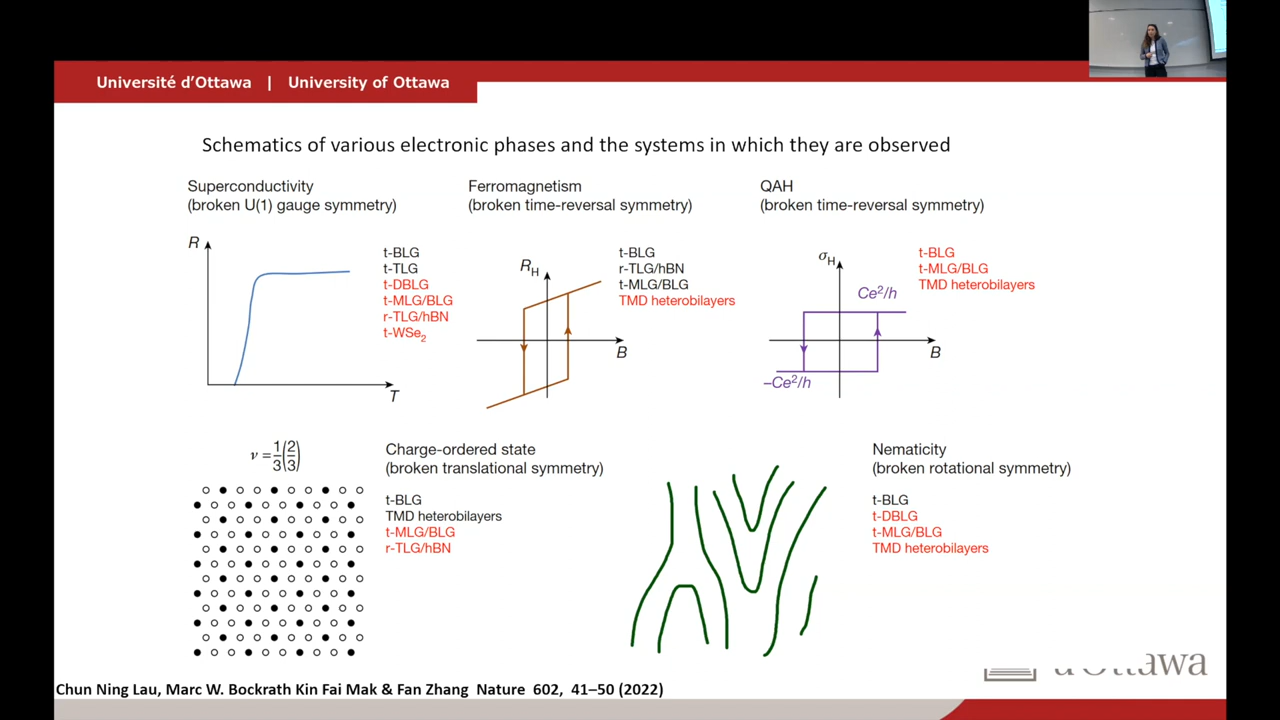 Université d'Ottawa | University of Ottawa
Schematics of various electronic phases and the systems in which they are observed
Superconductivity
(broken U(1) gauge symmetry)
R
T
t-BLG
t-TLG
t-DBLG
t-MLG/BLG
r-TLG/hBN
t-WSe₂
Ferromagnetism
(broken time-reversal symmetry)
R_H
B
t-BLG
r-TLG/hBN
t-MLG/BLG
TMD heterobilayers
QAH
(broken time-reversal symmetry)
σ_H
Ce²/h
B
–Ce²/h
t-BLG
t-MLG/BLG
TMD heterobilayers
ν = 1/3 (2/3)
Charge-ordered state
(broken translational symmetry)
t-BLG
TMD heterobilayers
t-MLG/BLG
r-TLG/hBN
Nematicity
(broken rotational symmetry)
t-BLG
t-DBLG
t-MLG/BLG
TMD heterobilayers
Chun Ning Lau, Marc W. Bockrath Kin Fai Mak & Fan Zhang Nature 602, 41–50 (2022)